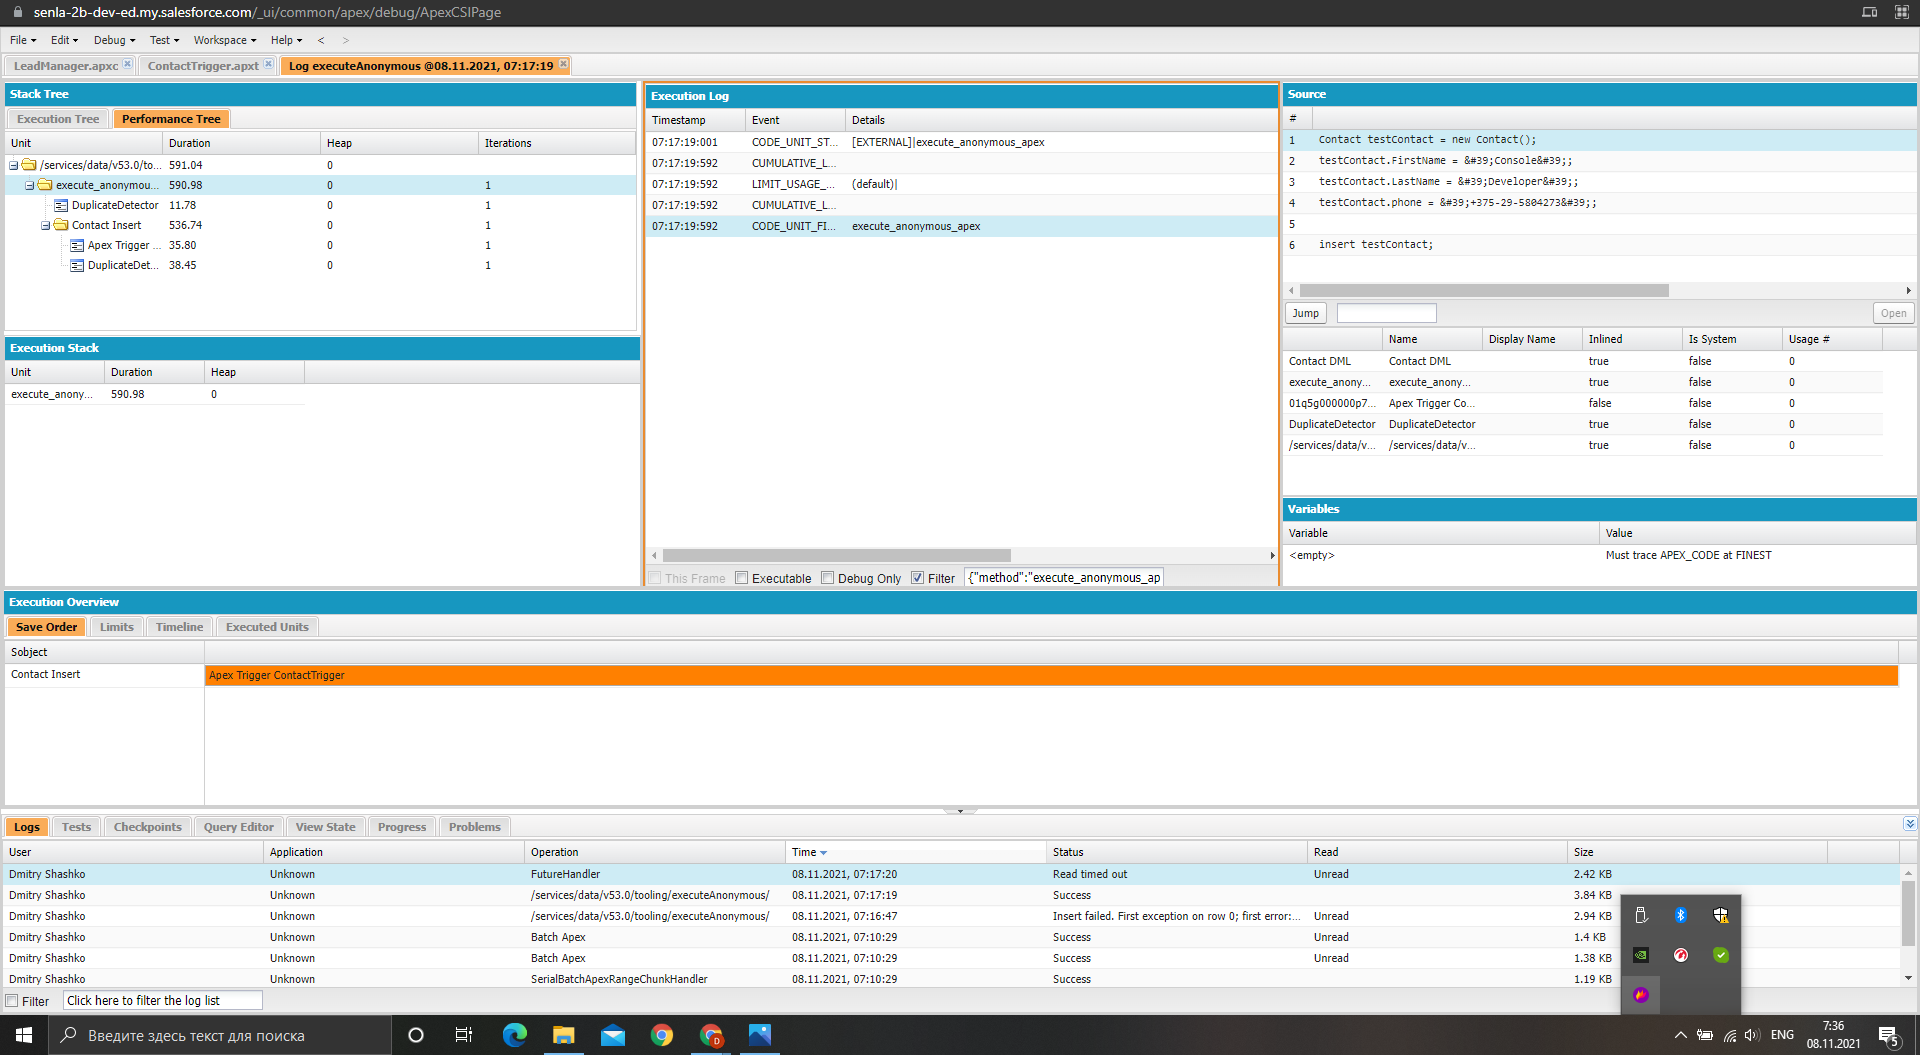 senla-2b-dev-ed.my.salesforce.com/_ui/common/apex/debug/ApexCSIPage
File Edit Debug Test Workspace Help < >
LeadManager.apxc ContactTrigger.apxt Log executeAnonymous @08.11.2021, 07:17:19
Stack Tree
Execution Tree Performance Tree
Unit Duration Heap Iterations
/services/data/v53.0/to... 591.04 0
execute_anonymou... 590.98 0 1
DuplicateDetector 11.78 0 1
Contact Insert 536.74 0 1
Apex Trigger ... 35.80 0 1
DuplicateDet... 38.45 0 1
Execution Stack
Unit Duration Heap
execute_anony... 590.98 0
Execution Log
Timestamp Event Details
07:17:19:001 CODE_UNIT_ST... [EXTERNAL]|execute_anonymous_apex
07:17:19:592 CUMULATIVE_L...
07:17:19:592 LIMIT_USAGE_... (default)|
07:17:19:592 CUMULATIVE_L...
07:17:19:592 CODE_UNIT_FI... execute_anonymous_apex
This Frame Executable Debug Only Filter {"method":"execute_anonymous_ap
Source
#
1 Contact testContact = new Contact();
2 testContact.FirstName = &#39;Console&#39;;
3 testContact.LastName = &#39;Developer&#39;;
4 testContact.phone = &#39;+375-29-5804273&#39;;
5
6 insert testContact;
Jump Open
Name Display Name Inlined Is System Usage #
Contact DML Contact DML true false 0
execute_anony... execute_anony... true false 0
01q5g000000p7... Apex Trigger Co... false false 0
DuplicateDetector DuplicateDetector true false 0
/services/data/v... /services/data/v... true false 0
Variables
Variable Value
<empty> Must trace APEX_CODE at FINEST
Execution Overview
Save Order Limits Timeline Executed Units
Sobject
Contact Insert Apex Trigger ContactTrigger
Logs Tests Checkpoints Query Editor View State Progress Problems
User Application Operation Time Status Read Size
Dmitry Shashko Unknown FutureHandler 08.11.2021, 07:17:20 Read timed out Unread 2.42 KB
Dmitry Shashko Unknown /services/data/v53.0/tooling/executeAnonymous/ 08.11.2021, 07:17:19 Success 3.84 KB
Dmitry Shashko Unknown /services/data/v53.0/tooling/executeAnonymous/ 08.11.2021, 07:16:47 Insert failed. First exception on row 0; first error:... Unread 2.94 KB
Dmitry Shashko Unknown Batch Apex 08.11.2021, 07:10:29 Success Unread 1.4 KB
Dmitry Shashko Unknown Batch Apex 08.11.2021, 07:10:29 Success Unread 1.38 KB
Dmitry Shashko Unknown SerialBatchApexRangeChunkHandler 08.11.2021, 07:10:29 Success 1.19 KB
Filter Click here to filter the log list
Введите здесь текст для поиска
D
ENG
7:36
08.11.2021
5